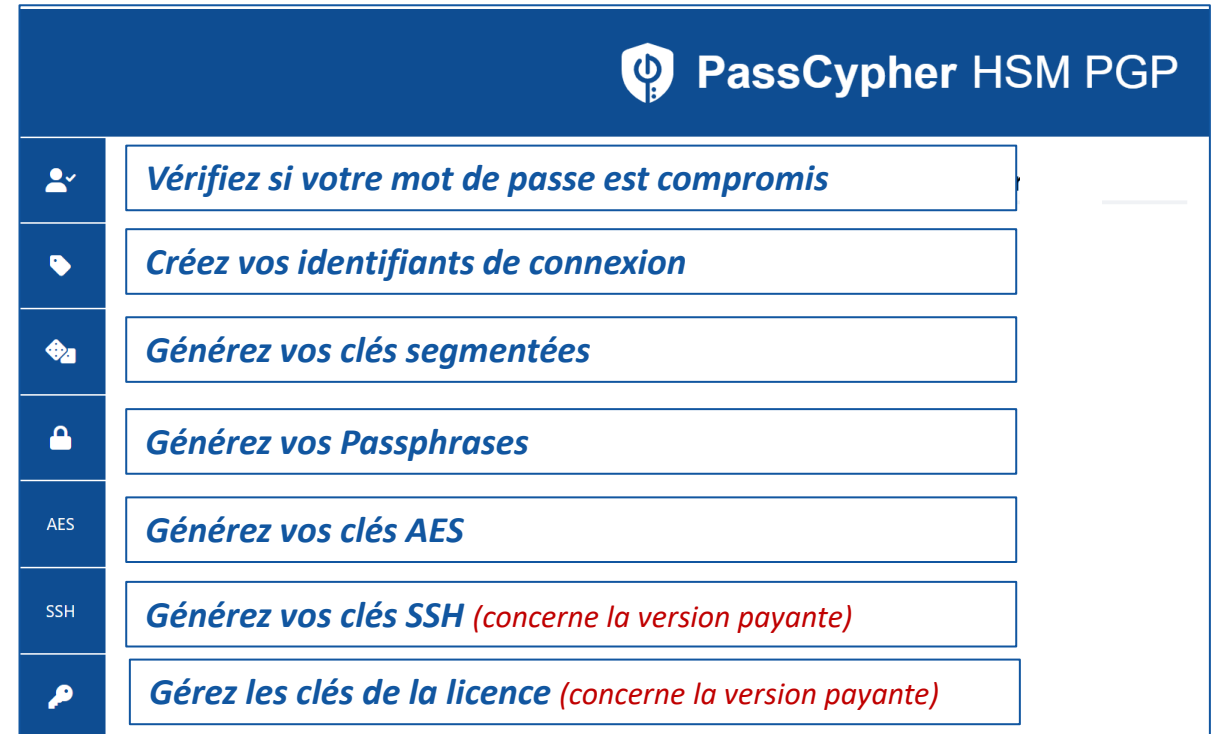 PassCypher HSM PGP
Vérifiez si votre mot de passe est compromis
Créez vos identifiants de connexion
Générez vos clés segmentées
Générez vos Passphrases
AES
Générez vos clés AES
SSH
Générez vos clés SSH (concerne la version payante)
Gérez les clés de la licence (concerne la version payante)